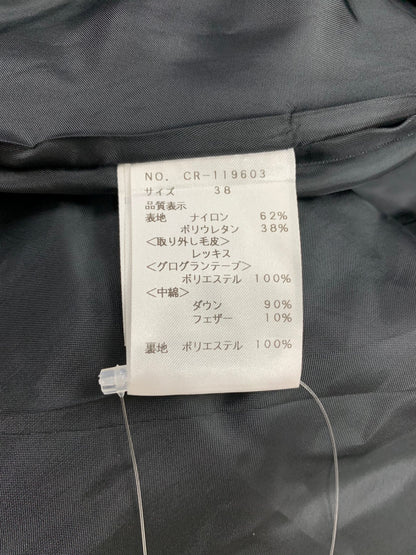 NO. CR-119603
サイズ 38
品質表示
表地 ナイロン 62%
ポリウレタン 38%
<取り外し毛皮>
レッキス
<グログランテープ>
ポリエステル 100%
<中綿>
ダウン 90%
フェザー 10%
裏地 ポリエステル 100%